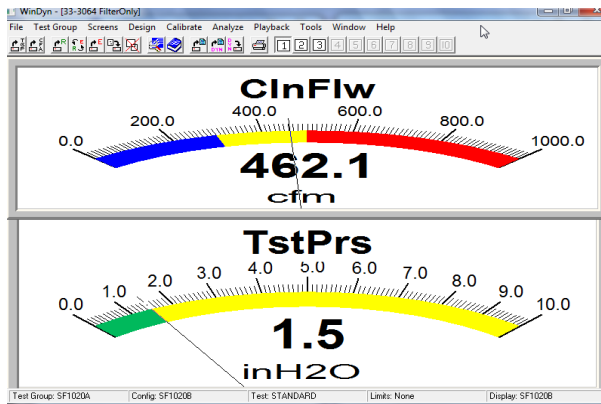 WinDyn - [33-3064 FilterOnly]
File Test Group Screens Design Calibrate Analyze Playback Tools Window Help
1 2 3 4 5 6 7 8 9 10
ClnFlw
0.0 200.0 400.0 600.0 800.0 1000.0
462.1
cfm
TstPrs
0.0 1.0 2.0 3.0 4.0 5.0 6.0 7.0 8.0 9.0 10.0
1.5
inH2O
Test Group: SF1020A Config: SF1020B Test: STANDARD Limits: None Display: SF1020B